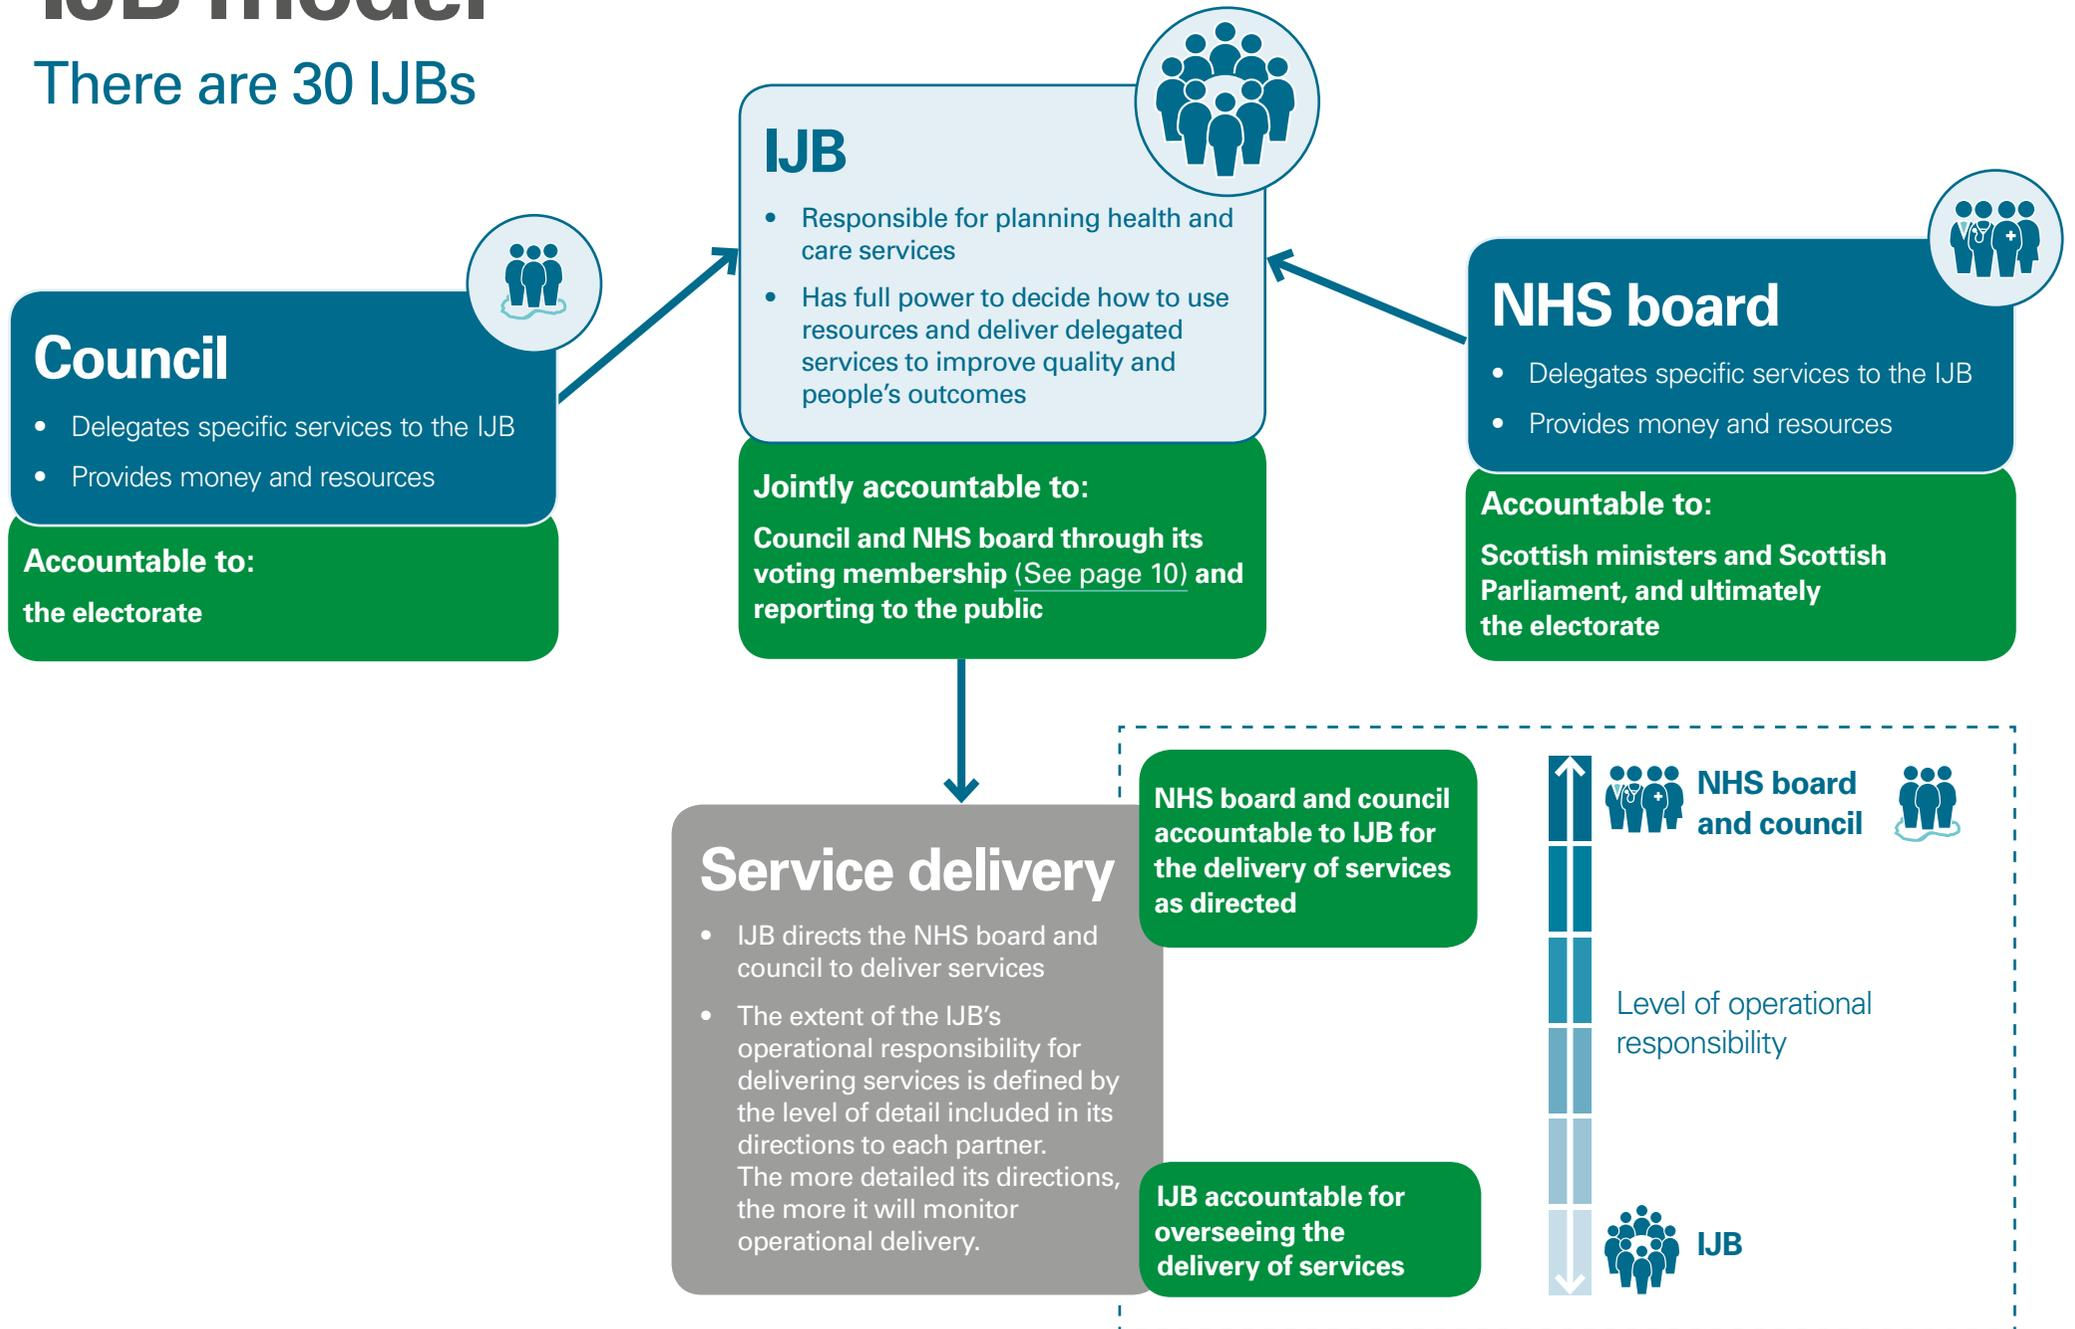 IJB model
There are 30 IJBs
IJB
• Responsible for planning health and
care services
• Has full power to decide how to use
resources and deliver delegated
services to improve quality and
people’s outcomes
Jointly accountable to:
Council and NHS board through its
voting membership (See page 10) and
reporting to the public
Council
• Delegates specific services to the IJB
• Provides money and resources
Accountable to:
the electorate
NHS board
• Delegates specific services to the IJB
• Provides money and resources
Accountable to:
Scottish ministers and Scottish
Parliament, and ultimately
the electorate
Service delivery
• IJB directs the NHS board and
council to deliver services
• The extent of the IJB’s
operational responsibility for
delivering services is defined by
the level of detail included in its
directions to each partner.
The more detailed its directions,
the more it will monitor
operational delivery.
NHS board and council
accountable to IJB for
the delivery of services
as directed
IJB accountable for
overseeing the
delivery of services
NHS board
and council
Level of operational
responsibility
IJB